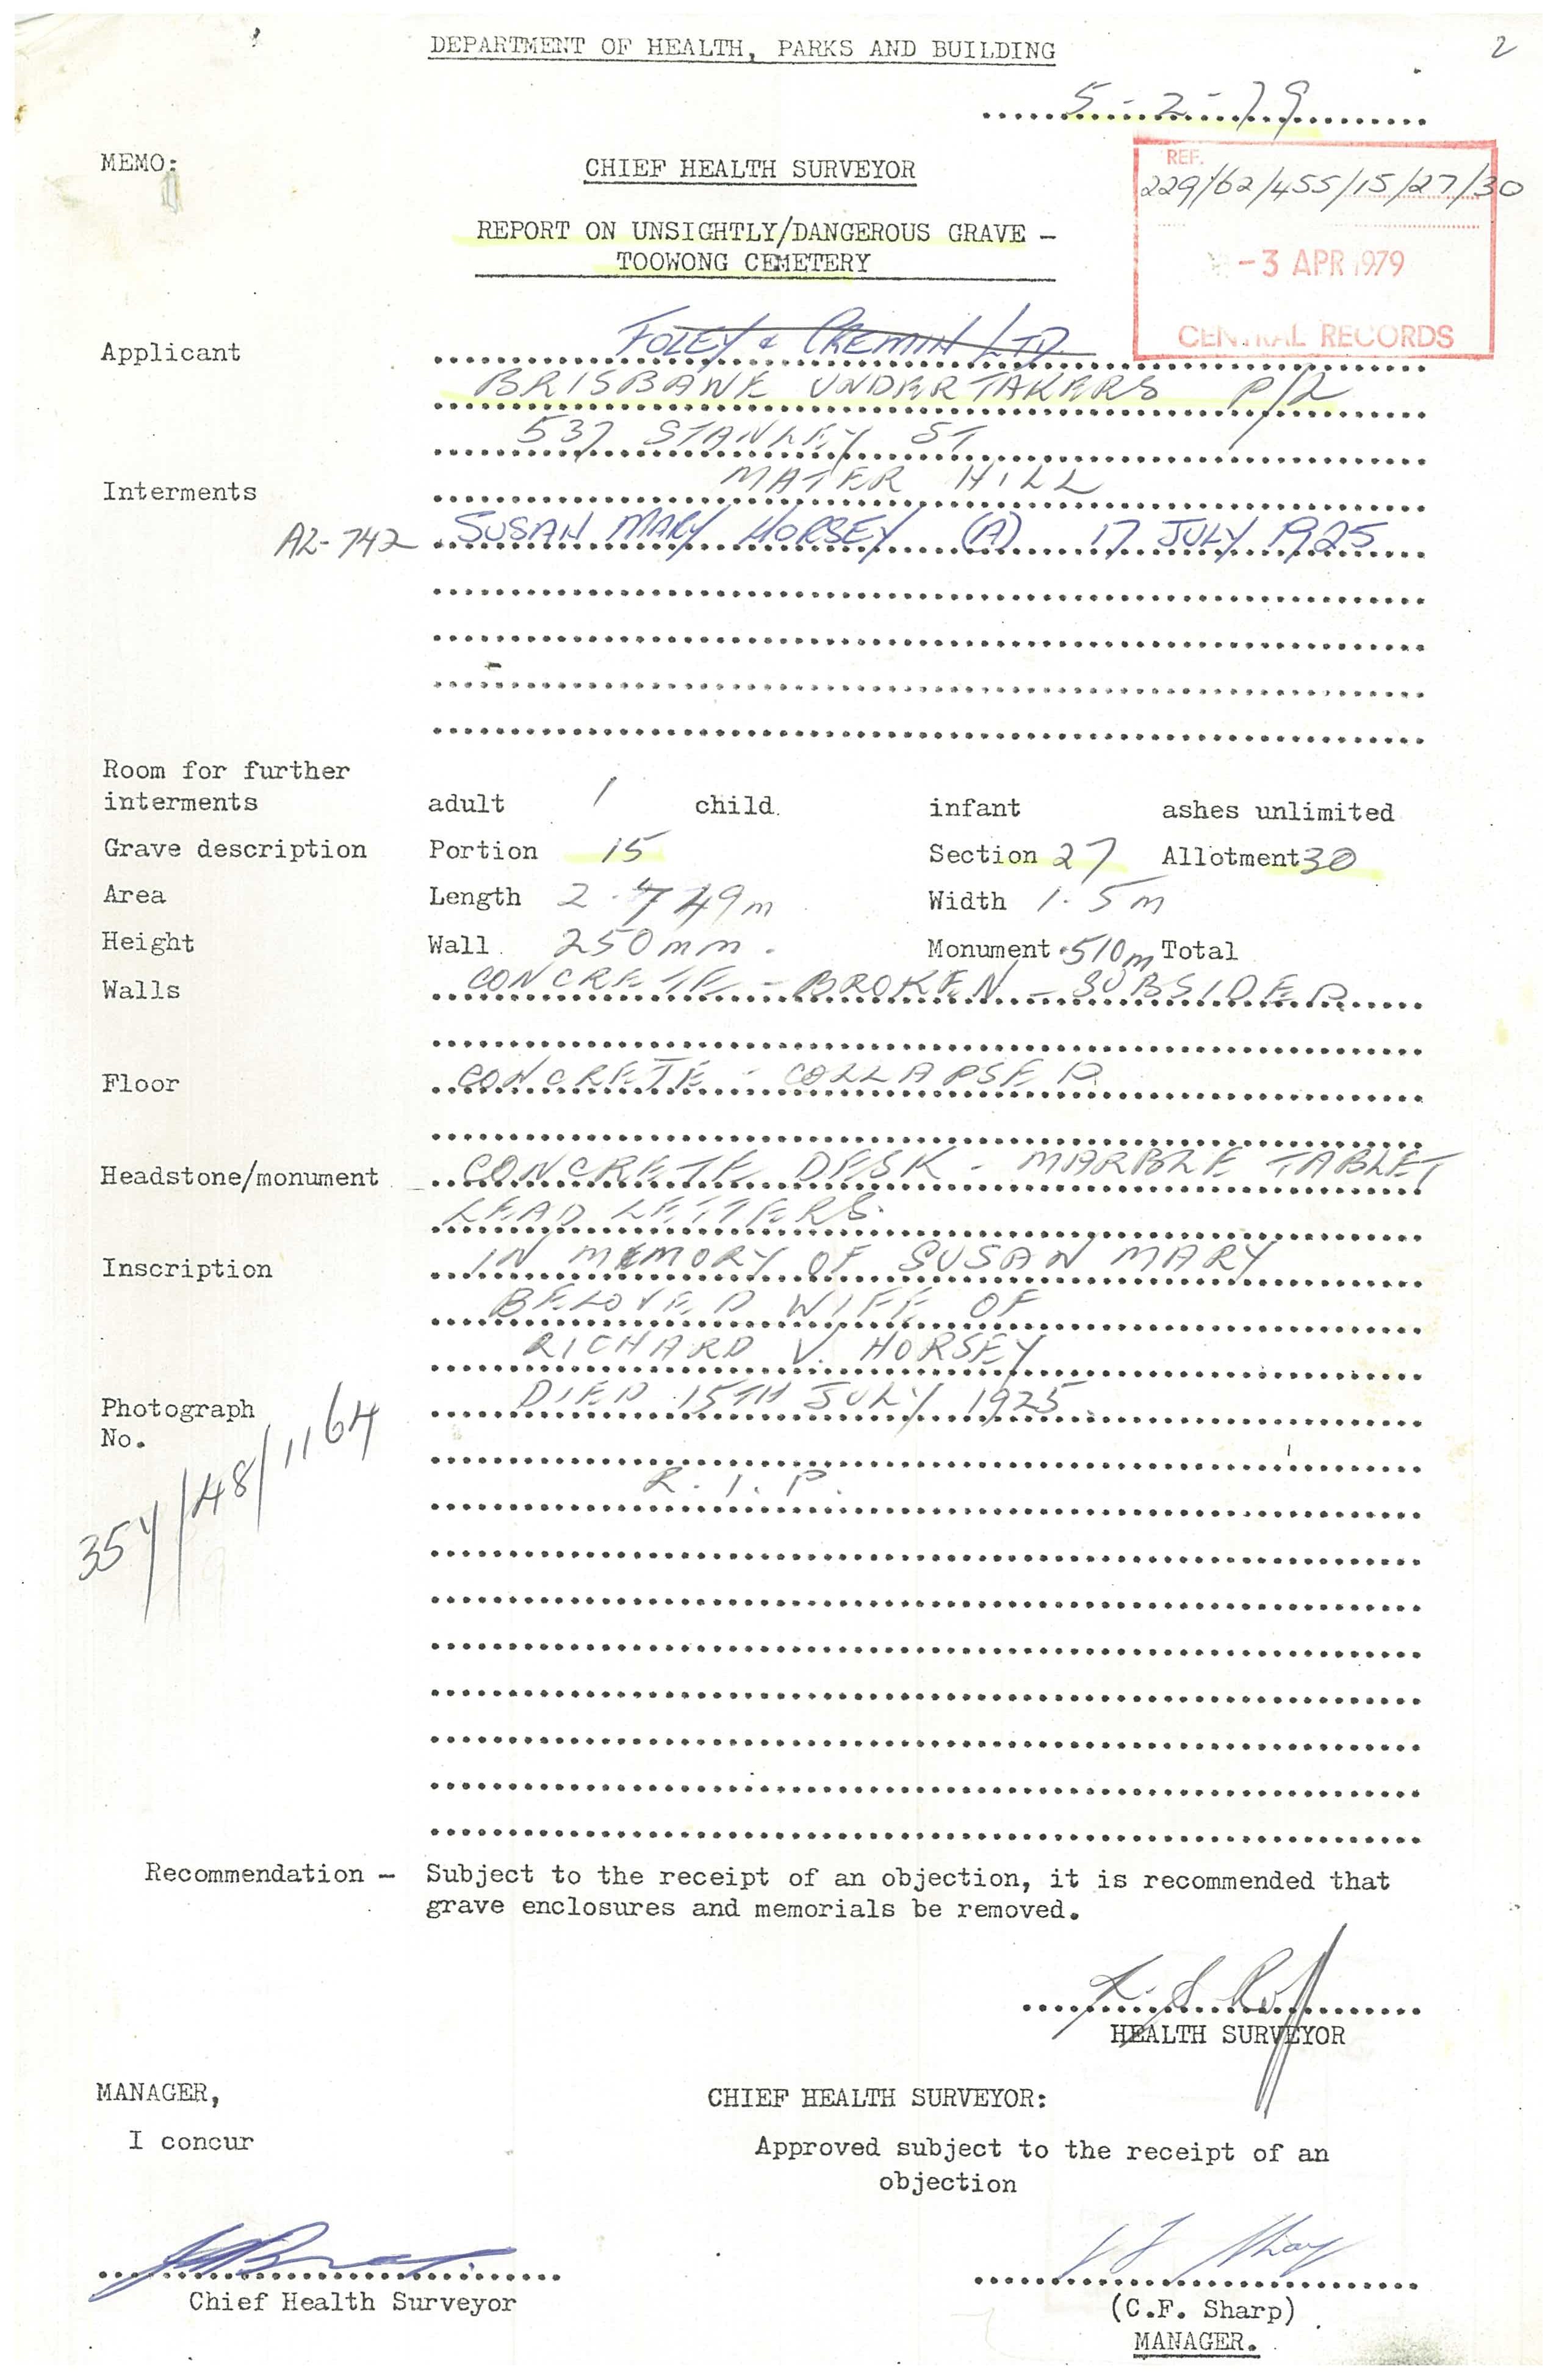 DEPARTMENT OF HEALTH, PARKS AND BUILDING
2
5-2-79
MEMO:
CHIEF HEALTH SURVEYOR
REF.
229/62/455/15/27/30
REPORT ON UNSIGHTLY/DANGEROUS GRAVE -
TOOWONG CEMETERY
-3 APR 1979
CENTRAL RECORDS
Applicant FOLEY & CREMIN LTD
BRISBANE UNDERTAKERS P/L
537 STANLEY ST
Interments MATER HILL
A2-742 SUSAN MARY HORSEY (A) 17 JULY 1925
Room for further
interments adult 1 child. infant ashes unlimited
Grave description Portion 15 Section 27 Allotment 30
Area Length 2.749m Width 1.5m
Height Wall. 250mm. Monument .510m Total
Walls CONCRETE - BROKEN - SUBSIDED
Floor CONCRETE - COLLAPSED
Headstone/monument CONCRETE DESK - MARBLE TABLET
LEAD LETTERS.
Inscription IN MEMORY OF SUSAN MARY
BELOVED WIFE OF
RICHARD V. HORSEY
Photograph DIED 15TH JULY 1925
No.
R.I.P.
/48/1164
Recommendation - Subject to the receipt of an objection, it is recommended that
grave enclosures and memorials be removed.
HEALTH SURVEYOR
MANAGER, CHIEF HEALTH SURVEYOR:
I concur Approved subject to the receipt of an
objection
Chief Health Surveyor
(C.F. Sharp)
MANAGER.